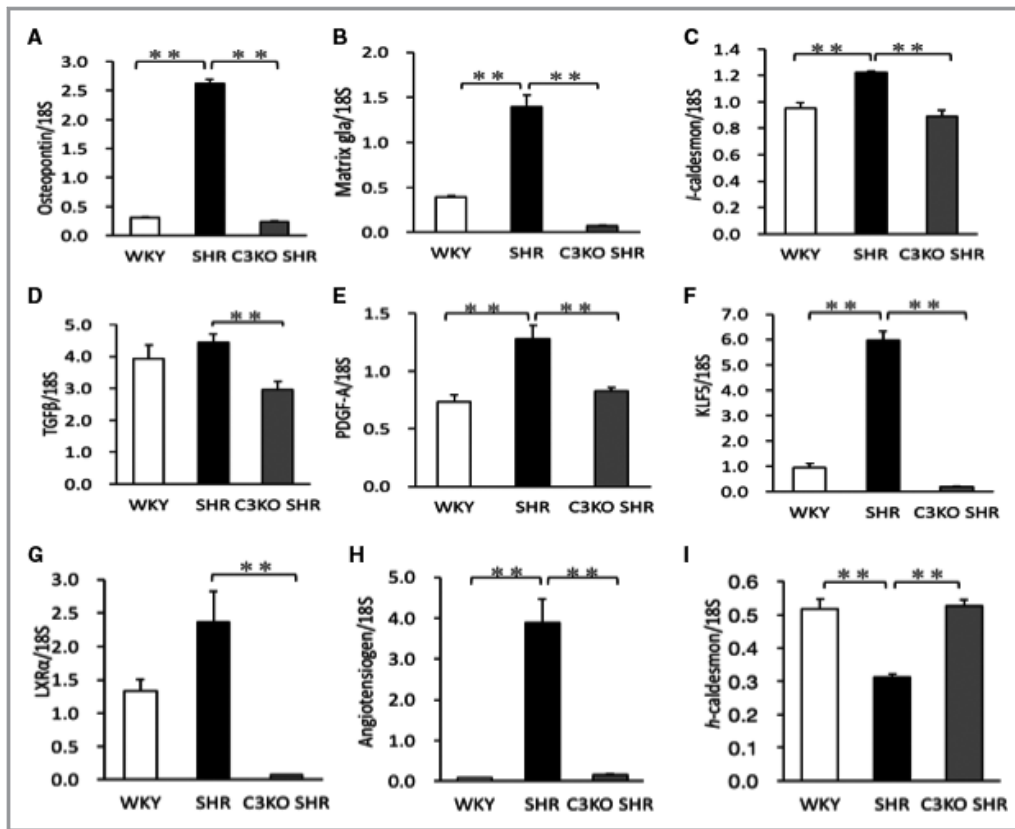 A
Osteopontin/18S
3.0
2.5
2.0
1.5
1.0
0.5
0.0
** **
WKY SHR C3KO SHR
B
Matrix gla/18S
2.0
1.5
1.0
0.5
0.0
** **
WKY SHR C3KO SHR
C
l-caldesmon/18S
1.4
1.2
1.0
0.8
0.6
0.4
0.2
0.0
** **
WKY SHR C3KO SHR
D
TGFβ/18S
5.0
4.0
3.0
2.0
1.0
0.0
**
WKY SHR C3KO SHR
E
PDGF-A/18S
1.5
1.0
0.5
0.0
** **
WKY SHR C3KO SHR
F
KLF5/18S
7.0
6.0
5.0
4.0
3.0
2.0
1.0
0.0
** **
WKY SHR C3KO SHR
G
LXRα/18S
3.0
2.5
2.0
1.5
1.0
0.5
0.0
**
WKY SHR C3KO SHR
H
Angiotensiogen/18S
5.0
4.0
3.0
2.0
1.0
0.0
** **
WKY SHR C3KO SHR
I
h-caldesmon/18S
0.6
0.5
0.4
0.3
0.2
0.1
0.0
** **
WKY SHR C3KO SHR